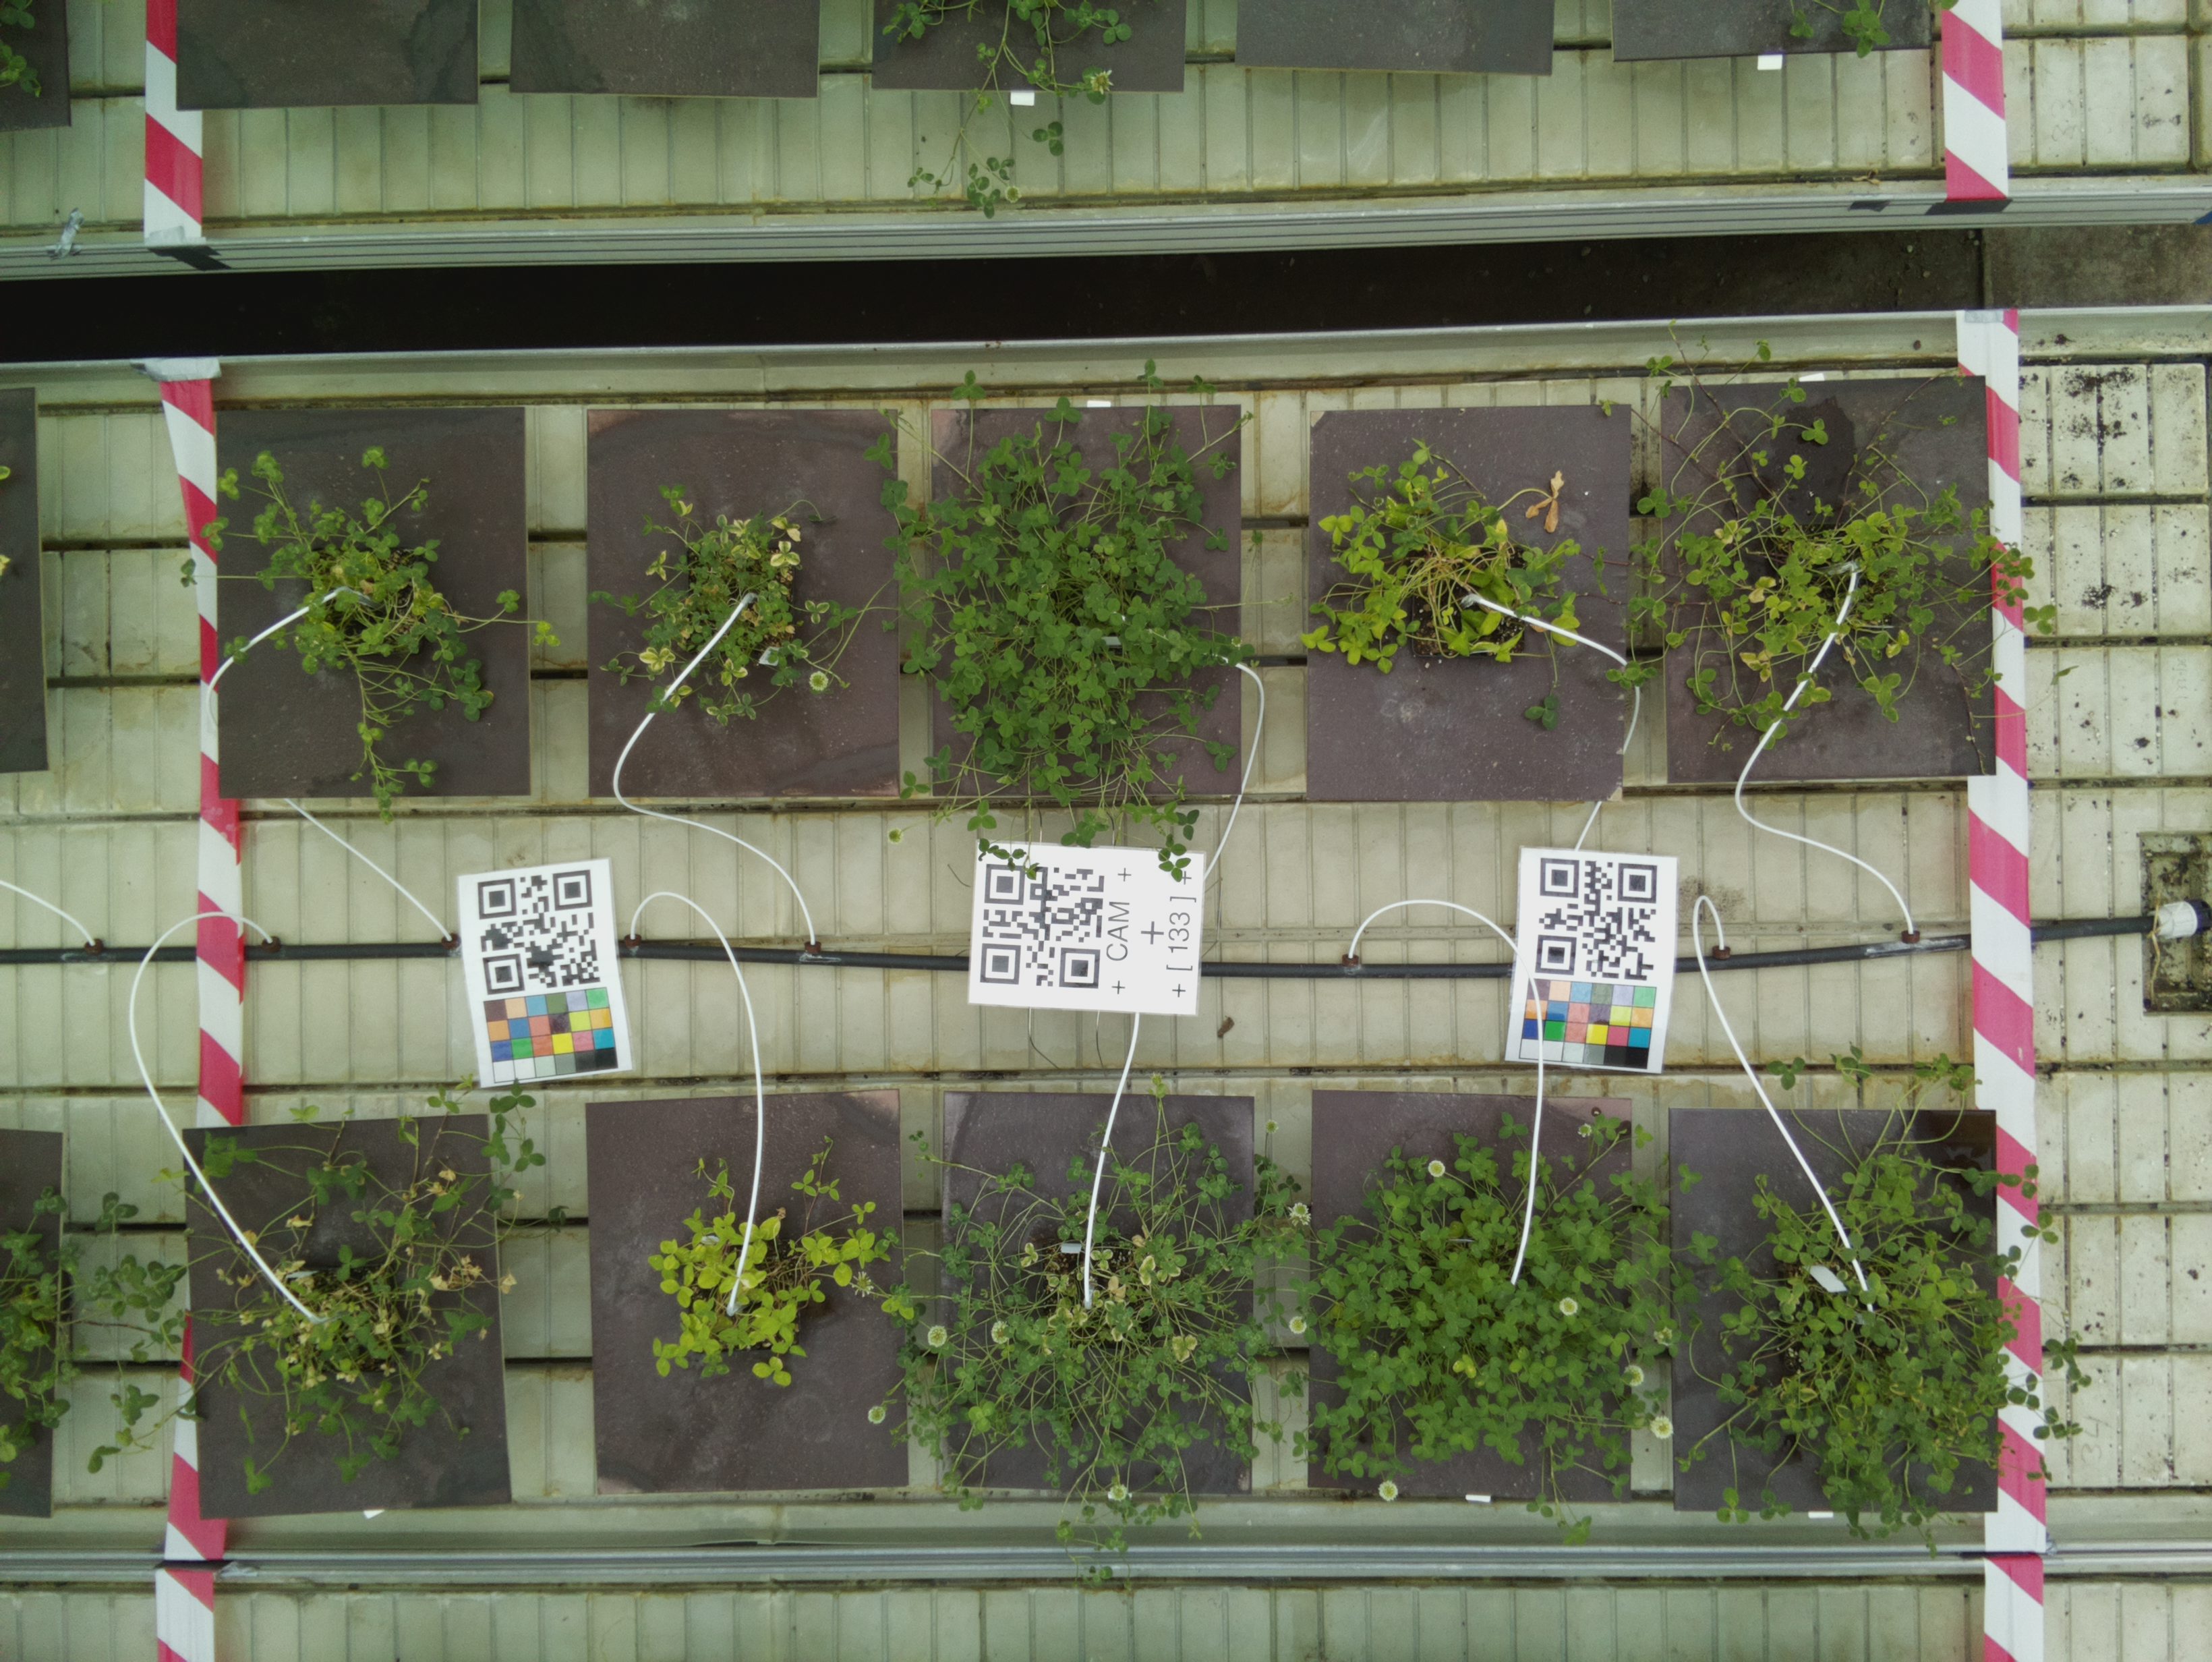 + CAM +
+
+ [ 133 ] +